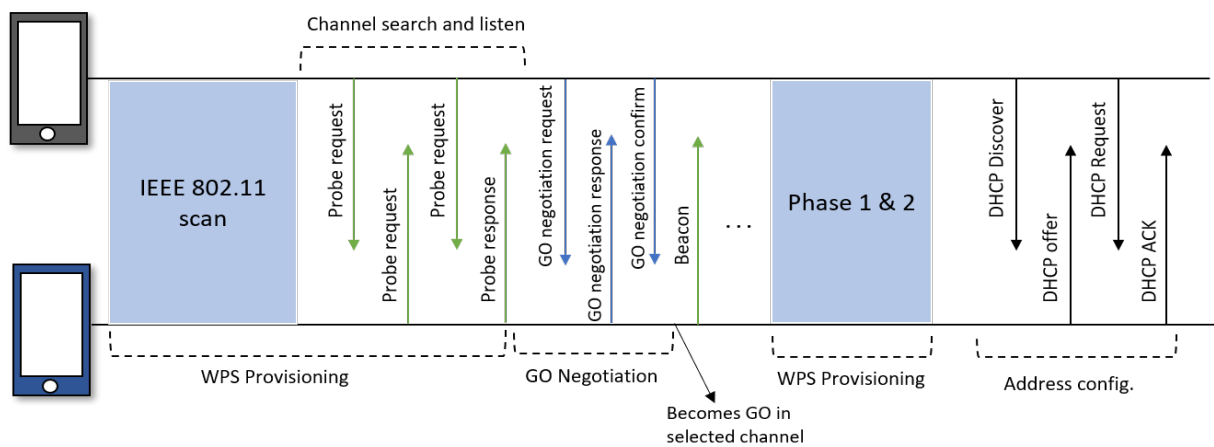 Channel search and listen
IEEE 802.11
scan
Probe request
Probe request
Probe request
Probe response
GO negotiation request
GO negotiation response
GO negotiation confirm
Beacon
...
Phase 1 & 2
DHCP Discover
DHCP offer
DHCP Request
DHCP ACK
WPS Provisioning
GO Negotiation
WPS Provisioning
Address config.
Becomes GO in
selected channel